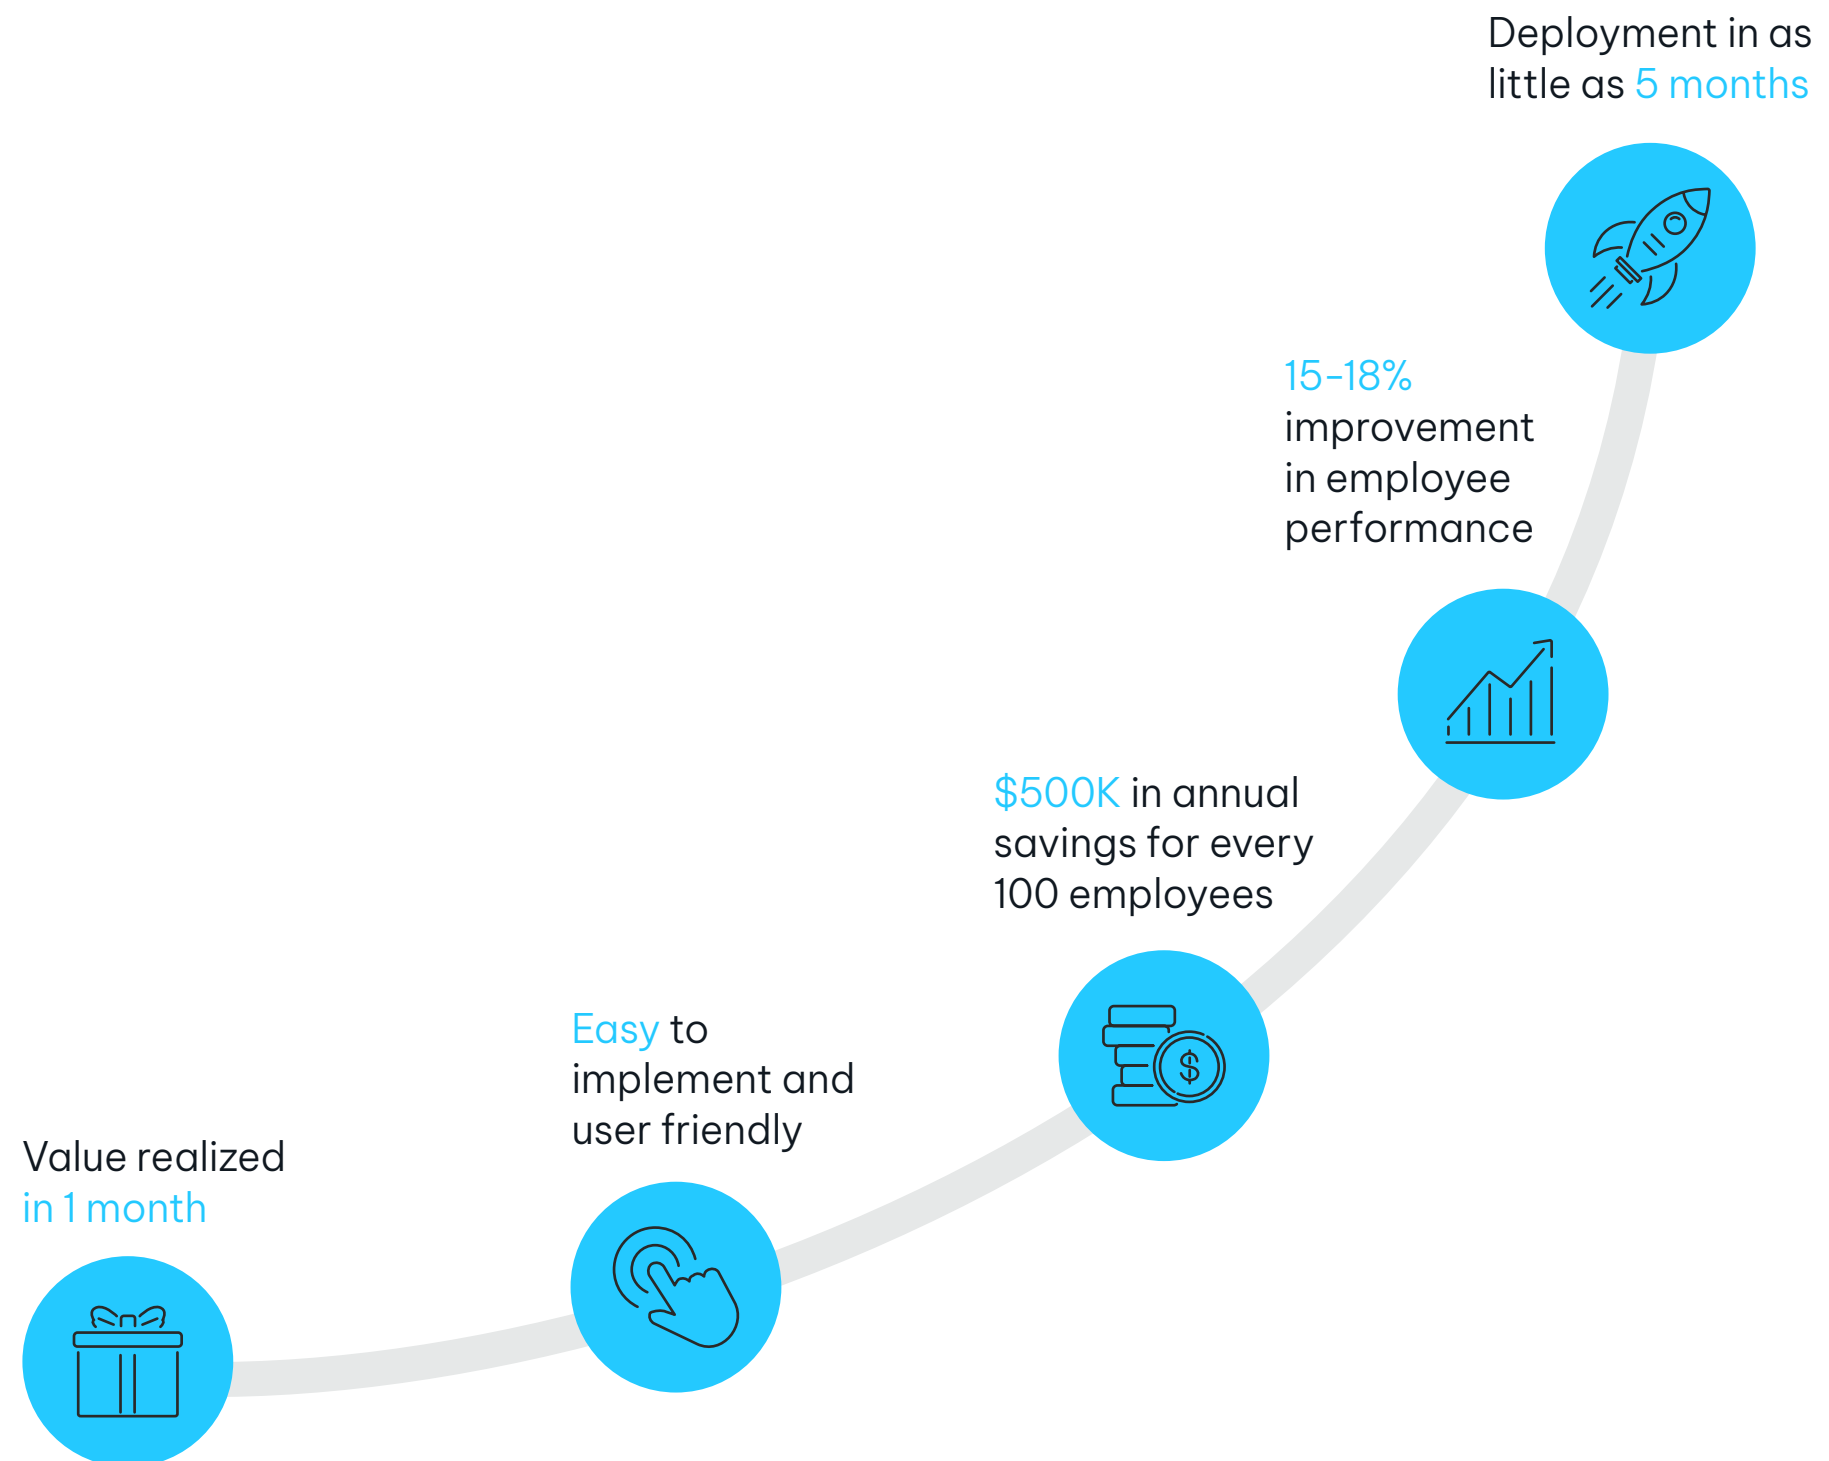 Deployment in as
little as 5 months
15-18%
improvement
in employee
performance
$500K in annual
savings for every
100 employees
Easy to
implement and
user friendly
Value realized
in 1 month
$